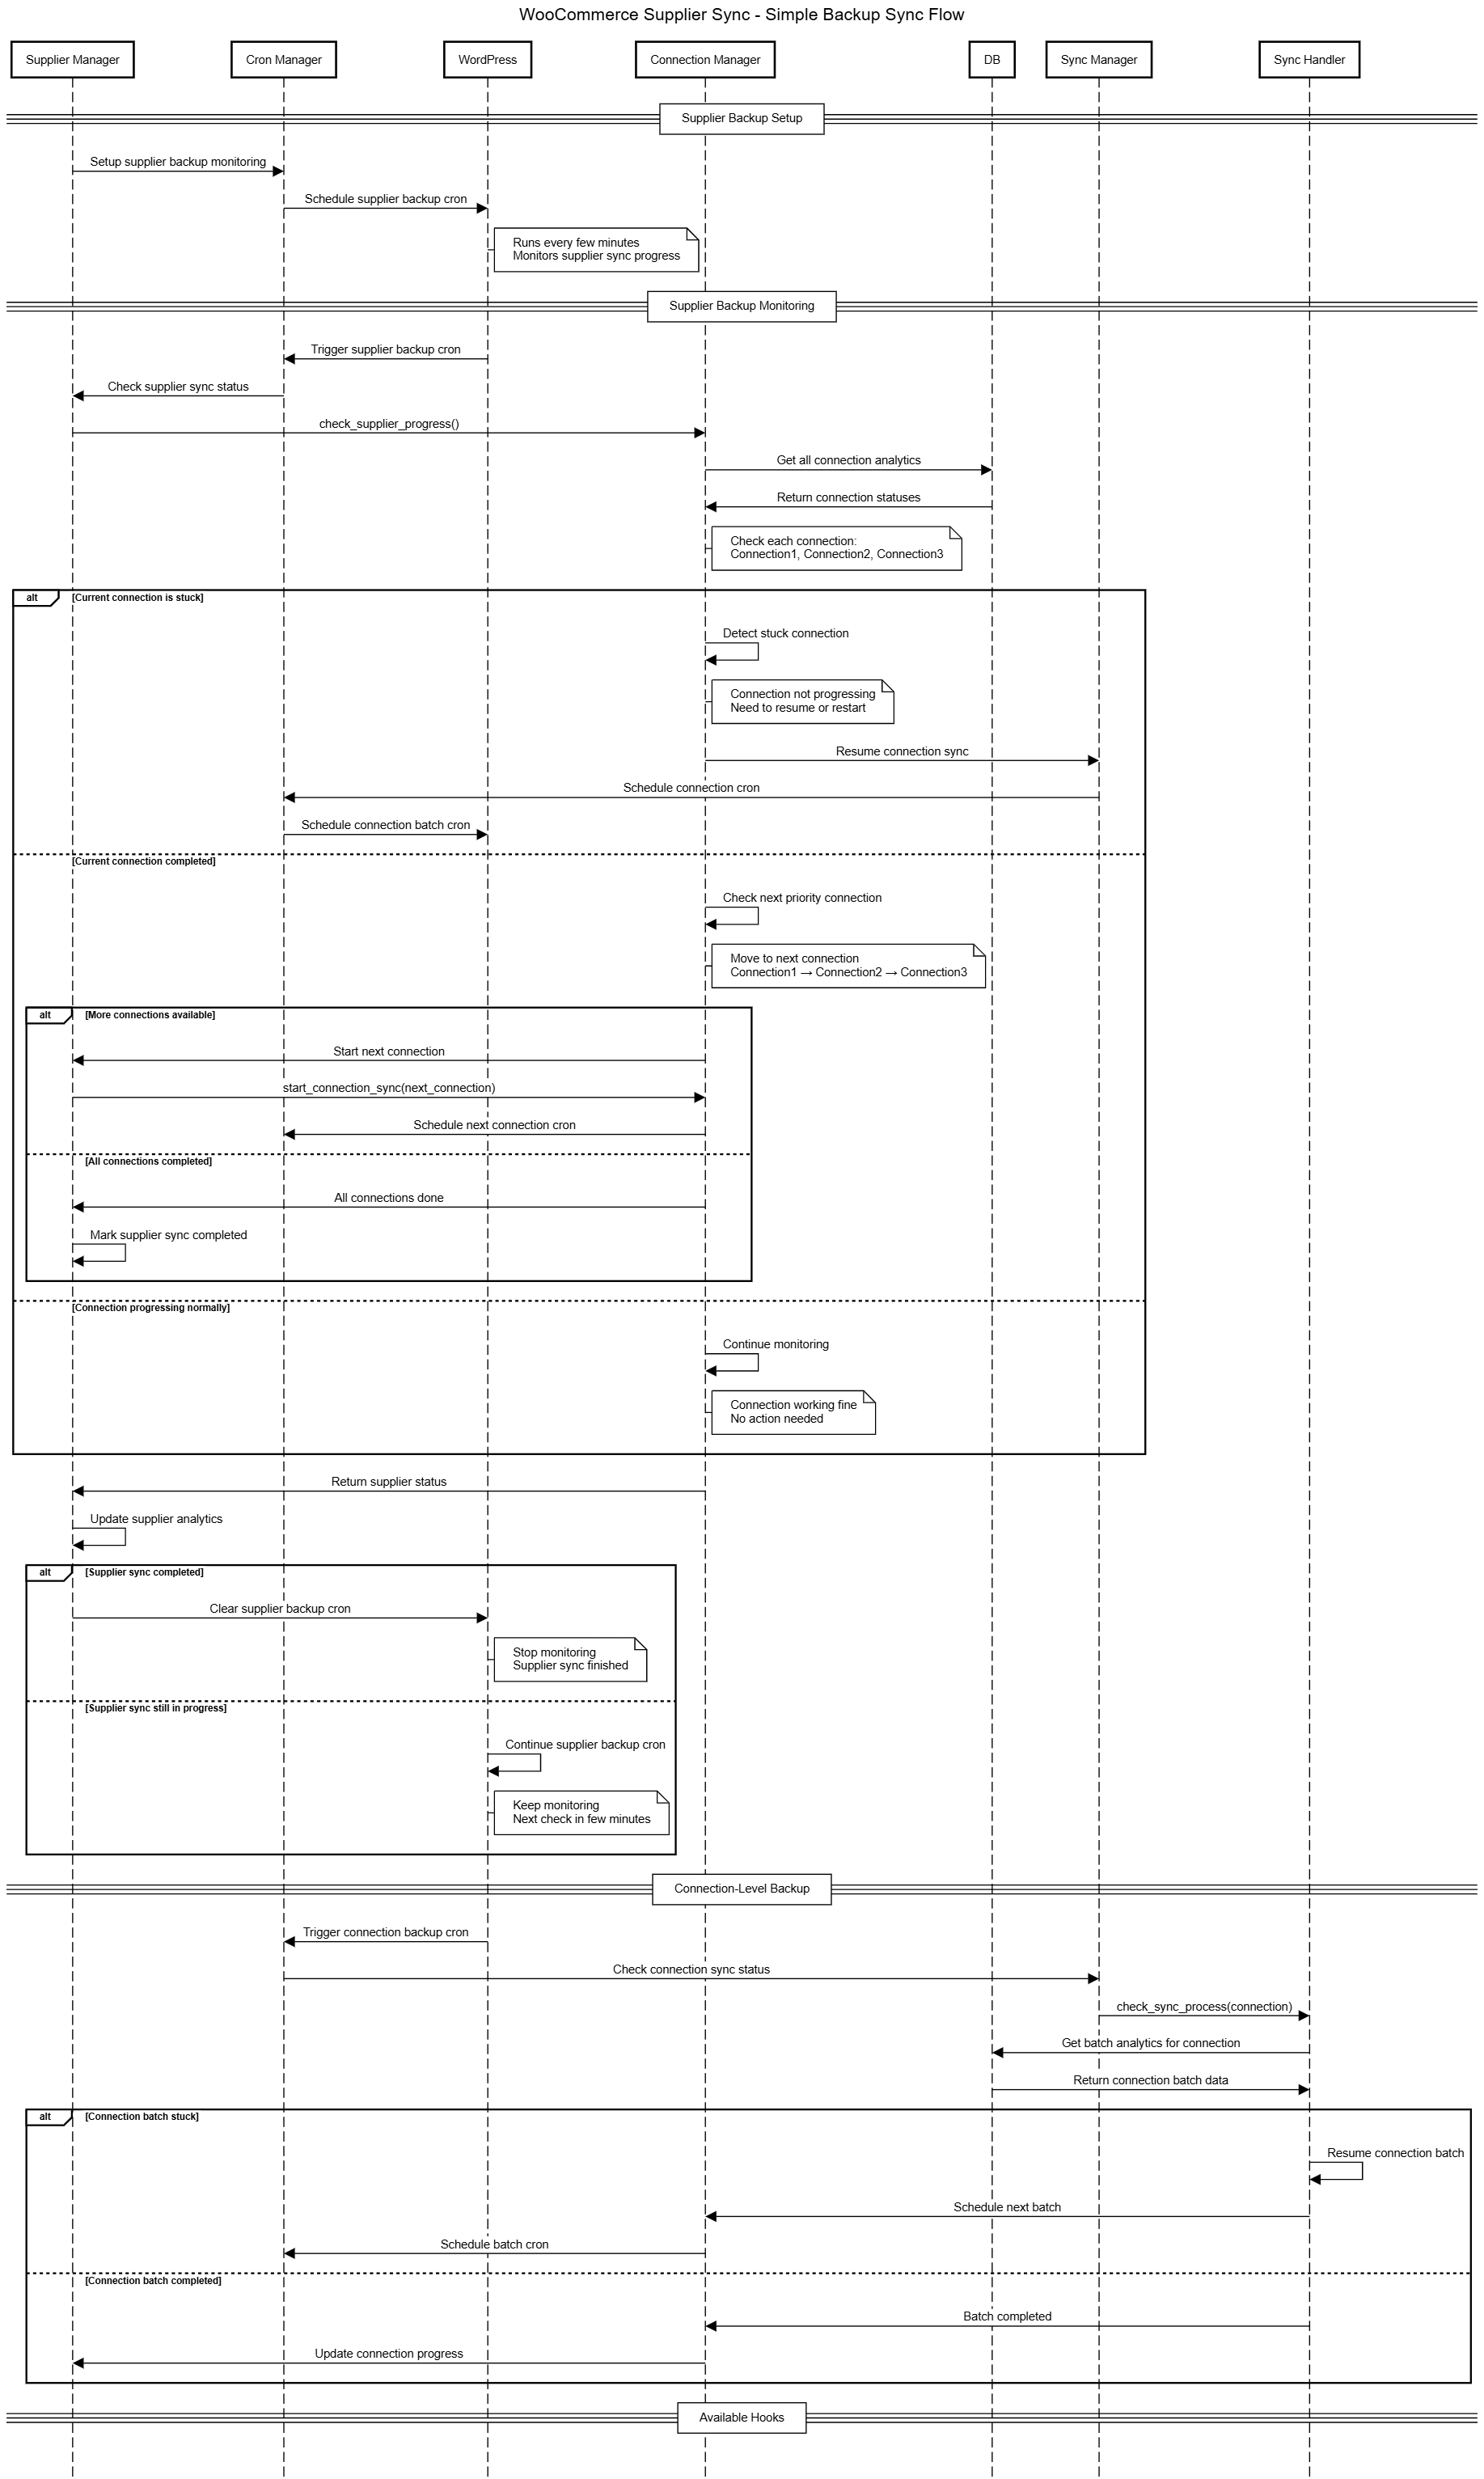 WooCommerce Supplier Sync - Simple Backup Sync Flow
Supplier Manager
Cron Manager
WordPress
Connection Manager
DB
Sync Manager
Sync Handler
Supplier Backup Setup
Setup supplier backup monitoring
Schedule supplier backup cron
Runs every few minutes
Monitors supplier sync progress
Supplier Backup Monitoring
Trigger supplier backup cron
Check supplier sync status
check_supplier_progress()
Get all connection analytics
Return connection statuses
Check each connection:
Connection1, Connection2, Connection3
alt
[Current connection is stuck]
Detect stuck connection
Connection not progressing
Need to resume or restart
Resume connection sync
Schedule connection cron
Schedule connection batch cron
[Current connection completed]
Check next priority connection
Move to next connection
Connection1 → Connection2 → Connection3
alt
[More connections available]
Start next connection
start_connection_sync(next_connection)
Schedule next connection cron
[All connections completed]
All connections done
Mark supplier sync completed
[Connection progressing normally]
Continue monitoring
Connection working fine
No action needed
Return supplier status
Update supplier analytics
alt
[Supplier sync completed]
Clear supplier backup cron
Stop monitoring
Supplier sync finished
[Supplier sync still in progress]
Continue supplier backup cron
Keep monitoring
Next check in few minutes
Connection-Level Backup
Trigger connection backup cron
Check connection sync status
check_sync_process(connection)
Get batch analytics for connection
Return connection batch data
alt
[Connection batch stuck]
Resume connection batch
Schedule next batch
Schedule batch cron
[Connection batch completed]
Batch completed
Update connection progress
Available Hooks